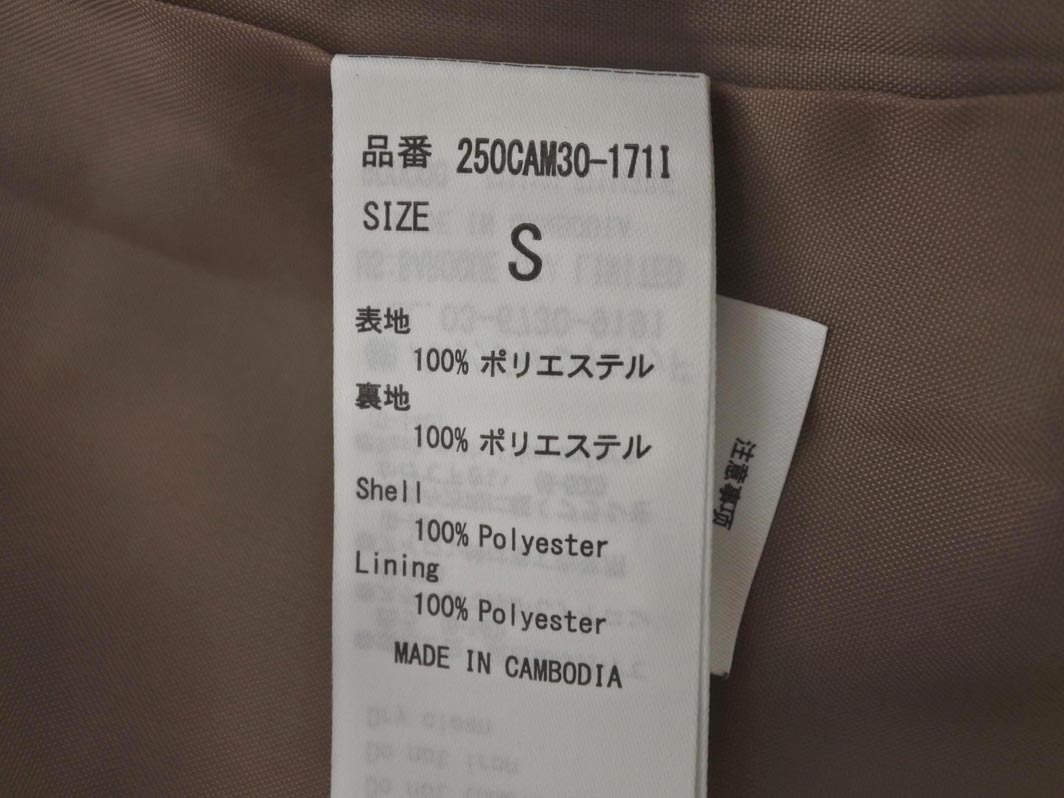 品番 250CAM30-171I
SIZE
S
表地
100% ポリエステル
裏地
100% ポリエステル
Shell
100% Polyester
Lining
100% Polyester
MADE IN CAMBODIA
注意事项